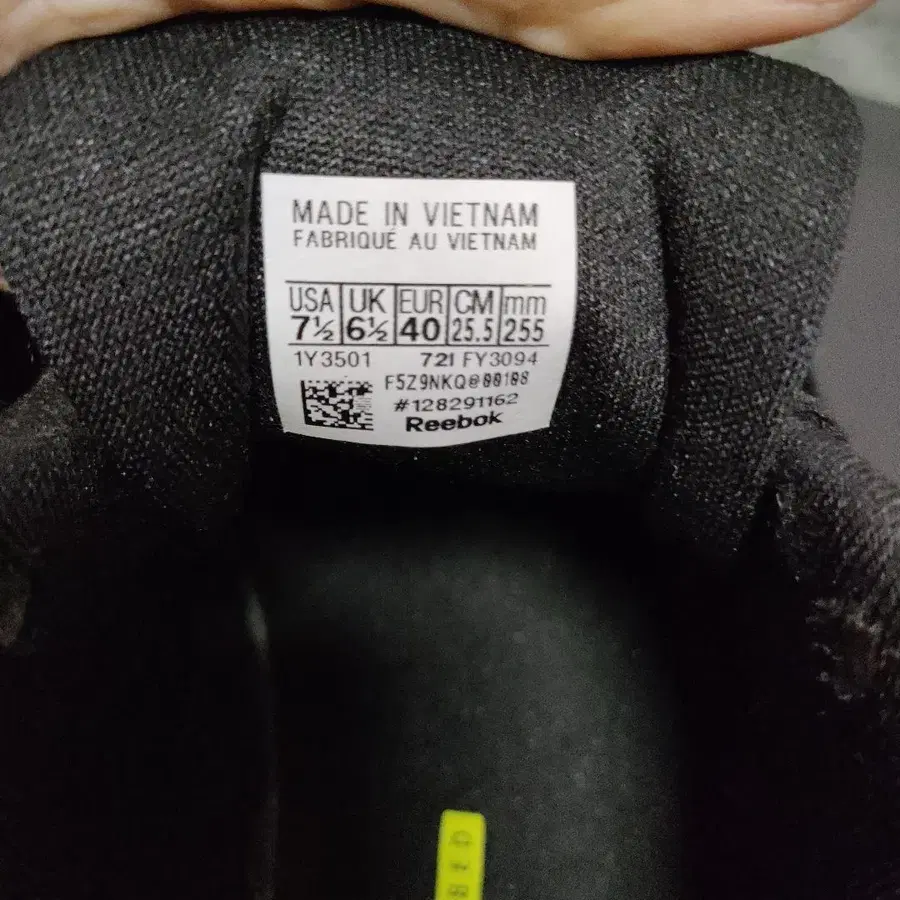 MADE IN VIETNAM
FABRIQUÉ AU VIETNAM
USA UK EUR CM mm
7½ 6½ 40 25.5 255
1Y3501 721 FY3094
F5Z9NKQ@00108
#128291162
Reebok